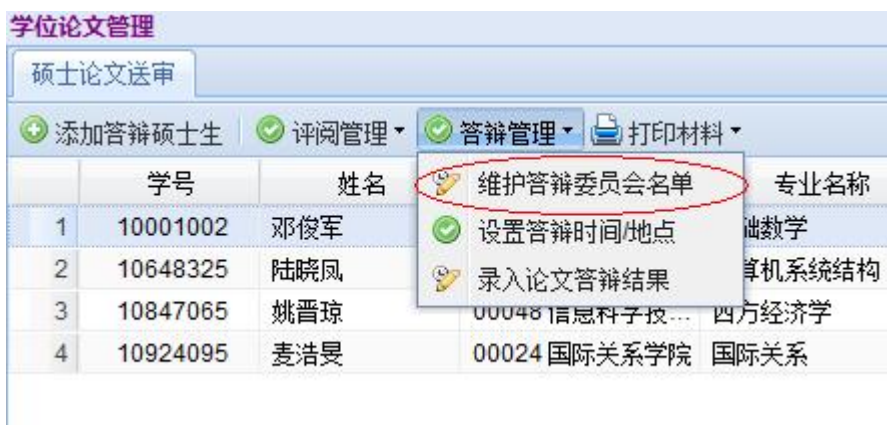 学位论文管理
硕士论文送审
添加答辩硕士生 评阅管理 答辩管理 打印材料
学号 姓名 维护答辩委员会名单 专业名称
1 10001002 邓俊军 设置答辩时间/地点 础数学
2 10648325 陆晓凤 录入论文答辩结果 算机系统结构
3 10847065 姚晋琼 00048 信息科学技... 西方经济学
4 10924095 麦浩旻 00024 国际关系学院 国际关系